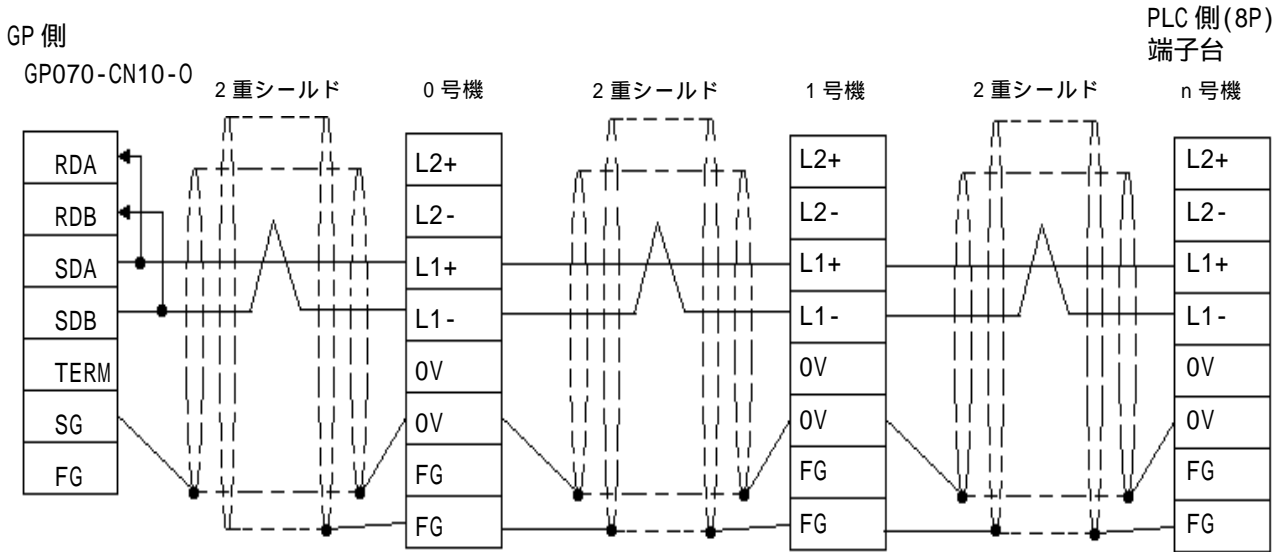 GP 側
GP070-CN10-O
PLC 側(8P)
端子台
2 重シールド
0 号機
2 重シールド
1 号機
2 重シールド
n 号機
RDA
RDB
SDA
SDB
TERM
SG
FG
L2+
L2-
L1+
L1-
0V
0V
FG
FG
L2+
L2-
L1+
L1-
0V
0V
FG
FG
L2+
L2-
L1+
L1-
0V
0V
FG
FG